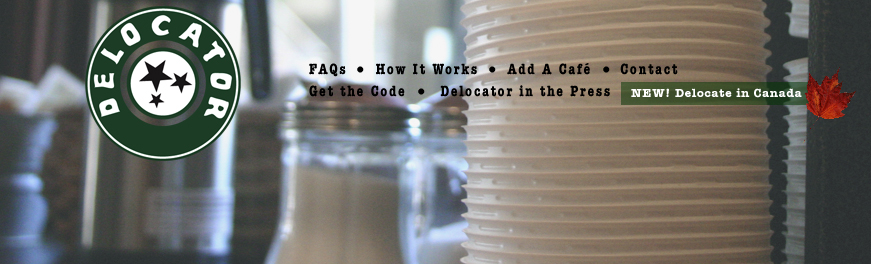 DELOCATOR
FAQs • How It Works • Add A Café • Contact
Get the Code • Delocator in the Press NEW! Delocate in Canada